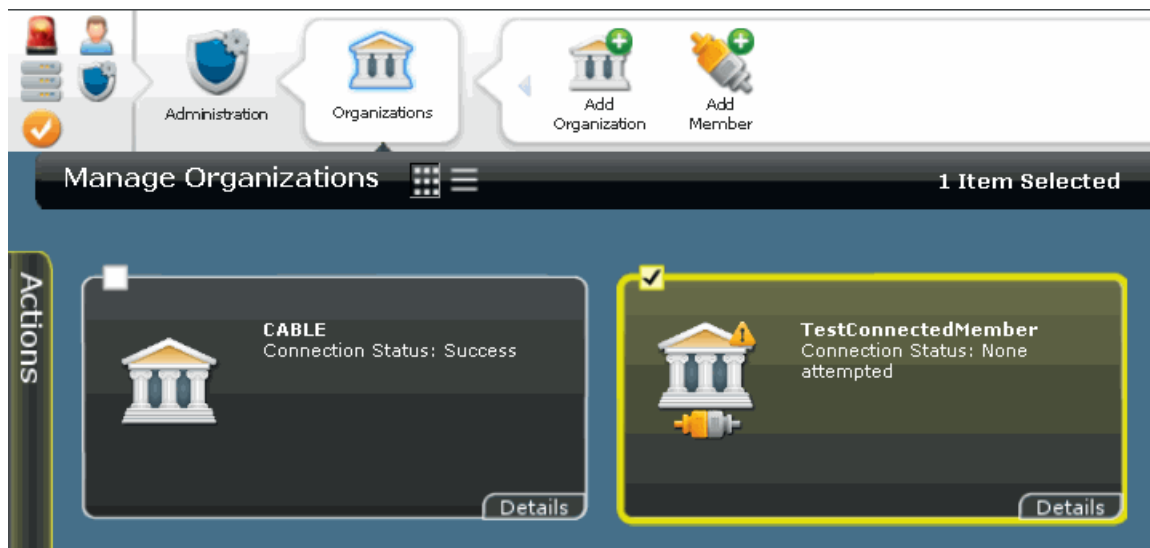 Administration
Organizations
Add
Organization
Add
Member
Manage Organizations
1 Item Selected
Actions
CABLE
Connection Status: Success
Details
TestConnectedMember
Connection Status: None
attempted
Details